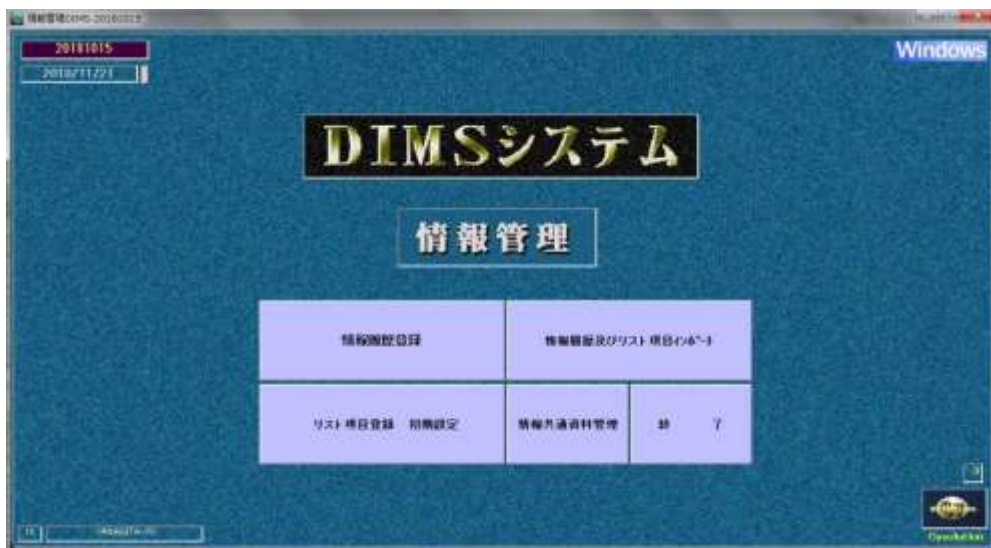 20181015
2018/11/21
Windows
DIMSシステム
情報管理
情報履歴登録
情報履歴及びリスト項目インポート
リスト項目登録 初期設定
情報共通資料管理
終 了